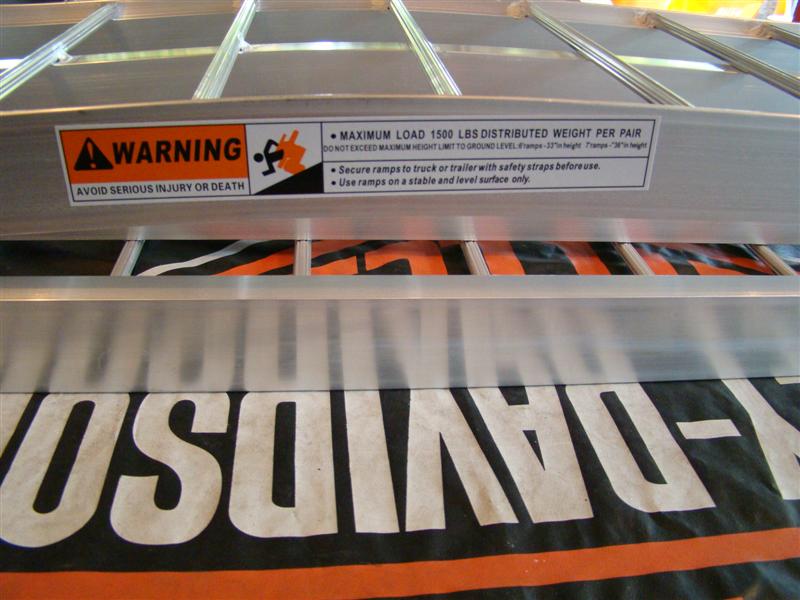 WARNING
AVOID SERIOUS INJURY OR DEATH
• MAXIMUM LOAD 1500 LBS DISTRIBUTED WEIGHT PER PAIR
DO NOT EXCEED MAXIMUM HEIGHT LIMIT TO GROUND LEVEL:6'ramps-33"in height 7'ramps-"36"in height
• Secure ramps to truck or trailer with safety straps before use.
• Use ramps on a stable and level surface only.
Y-DAVIDSO